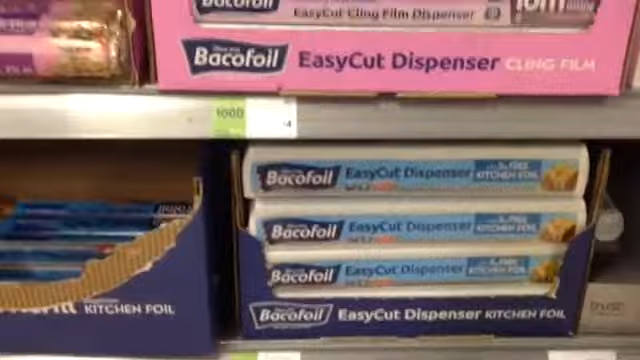 Bacofoil
EasyCut Cling Film Dispenser
10m
Bacofoil EasyCut Dispenser CLING FILM
Bacofoil EasyCut Dispenser KITCHEN FOIL
Bacofoil EasyCut Dispenser KITCHEN FOIL
Bacofoil EasyCut Dispenser KITCHEN FOIL
KITCHEN FOIL
Bacofoil EasyCut Dispenser KITCHEN FOIL